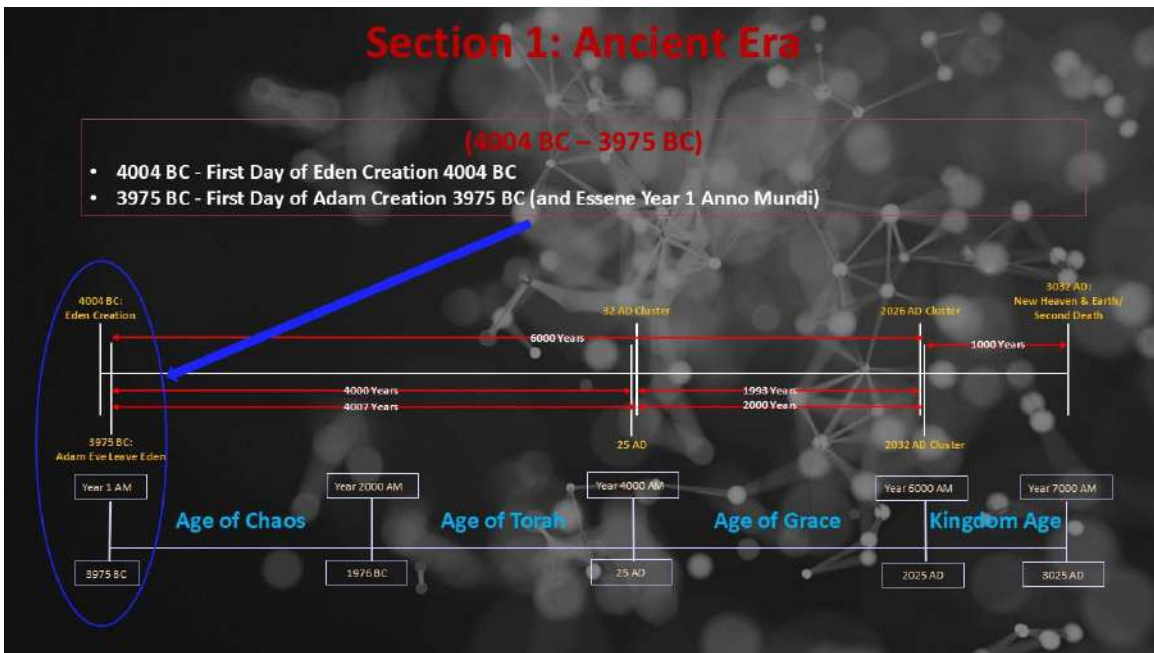 Section 1: Ancient Era
(4004 BC – 3975 BC)
• 4004 BC - First Day of Eden Creation 4004 BC
• 3975 BC - First Day of Adam Creation 3975 BC (and Essene Year 1 Anno Mundi)
4004 BC:
Eden Creation
32 AD Cluster
2026 AD Cluster
3032 AD:
New Heaven & Earth/
Second Death
6000 Years
1000 Years
4000 Years
1993 Years
4007 Years
2000 Years
3975 BC:
Adam Eve Leave Eden
25 AD
2032 AD Cluster
Year 1 AM
Year 2000 AM
Year 4000 AM
Year 6000 AM
Year 7000 AM
Age of Chaos
Age of Torah
Age of Grace
Kingdom Age
3975 BC
1976 BC
25 AD
2025 AD
3025 AD